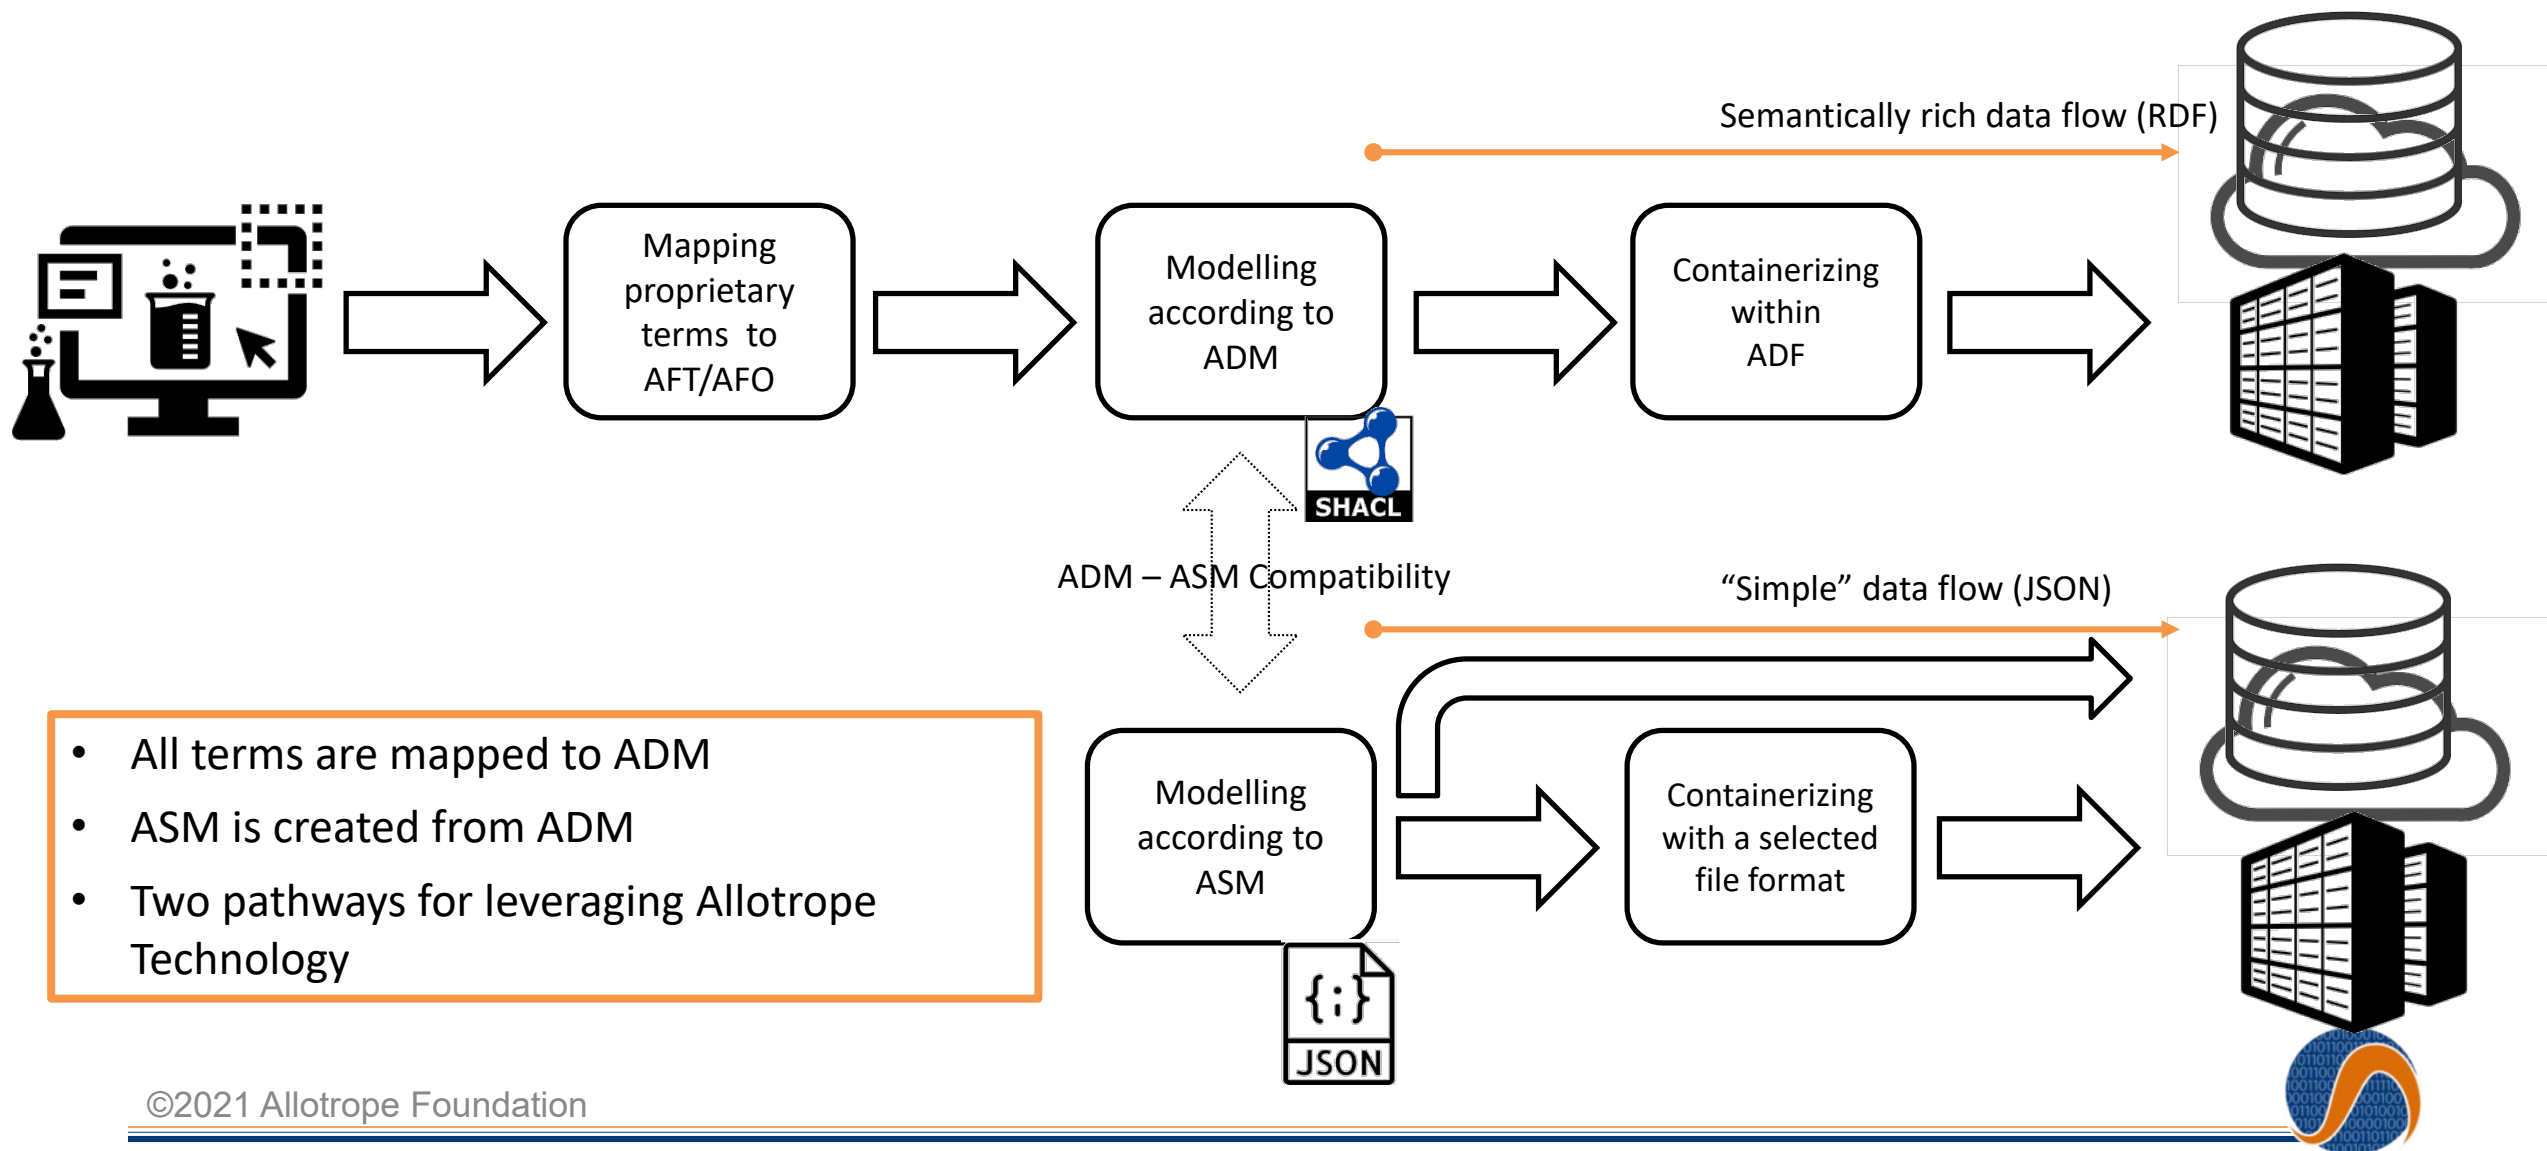 Semantically rich data flow (RDF)
Mapping
proprietary
terms to
AFT/AFO
Modelling
according to
ADM
Containerizing
within
ADF
SHACL
ADM – ASM Compatibility
“Simple” data flow (JSON)
• All terms are mapped to ADM
• ASM is created from ADM
• Two pathways for leveraging Allotrope
Technology
Modelling
according to
ASM
Containerizing
with a selected
file format
{;}
JSON
©2021 Allotrope Foundation